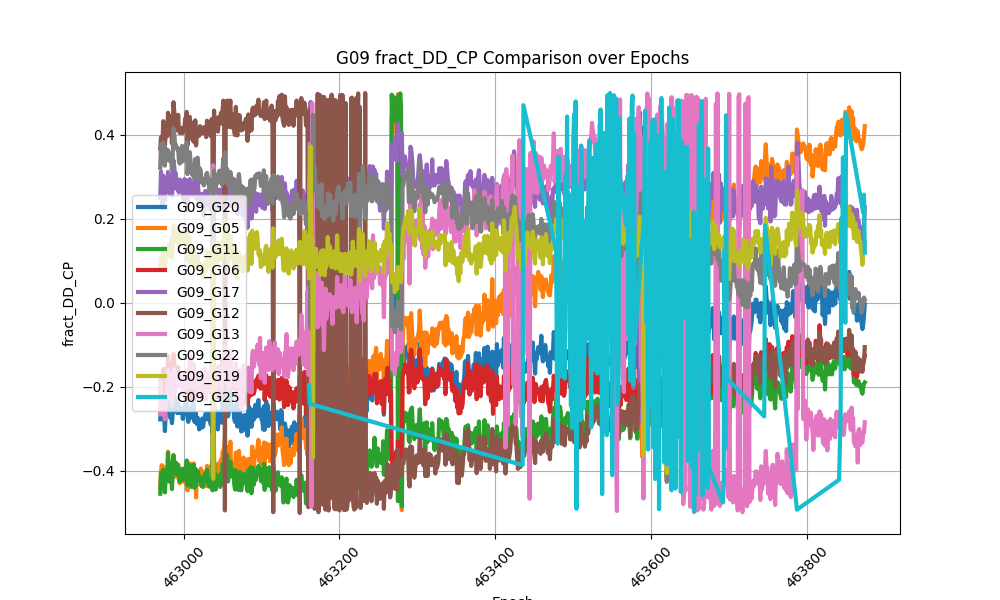 G09 fract_DD_CP Comparison over Epochs
fract_DD_CP
0.4
0.2
0.0
−0.2
−0.4
G09_G20
G09_G05
G09_G11
G09_G06
G09_G17
G09_G12
G09_G13
G09_G22
G09_G19
G09_G25
463000
463200
463400
463600
463800
Epoch